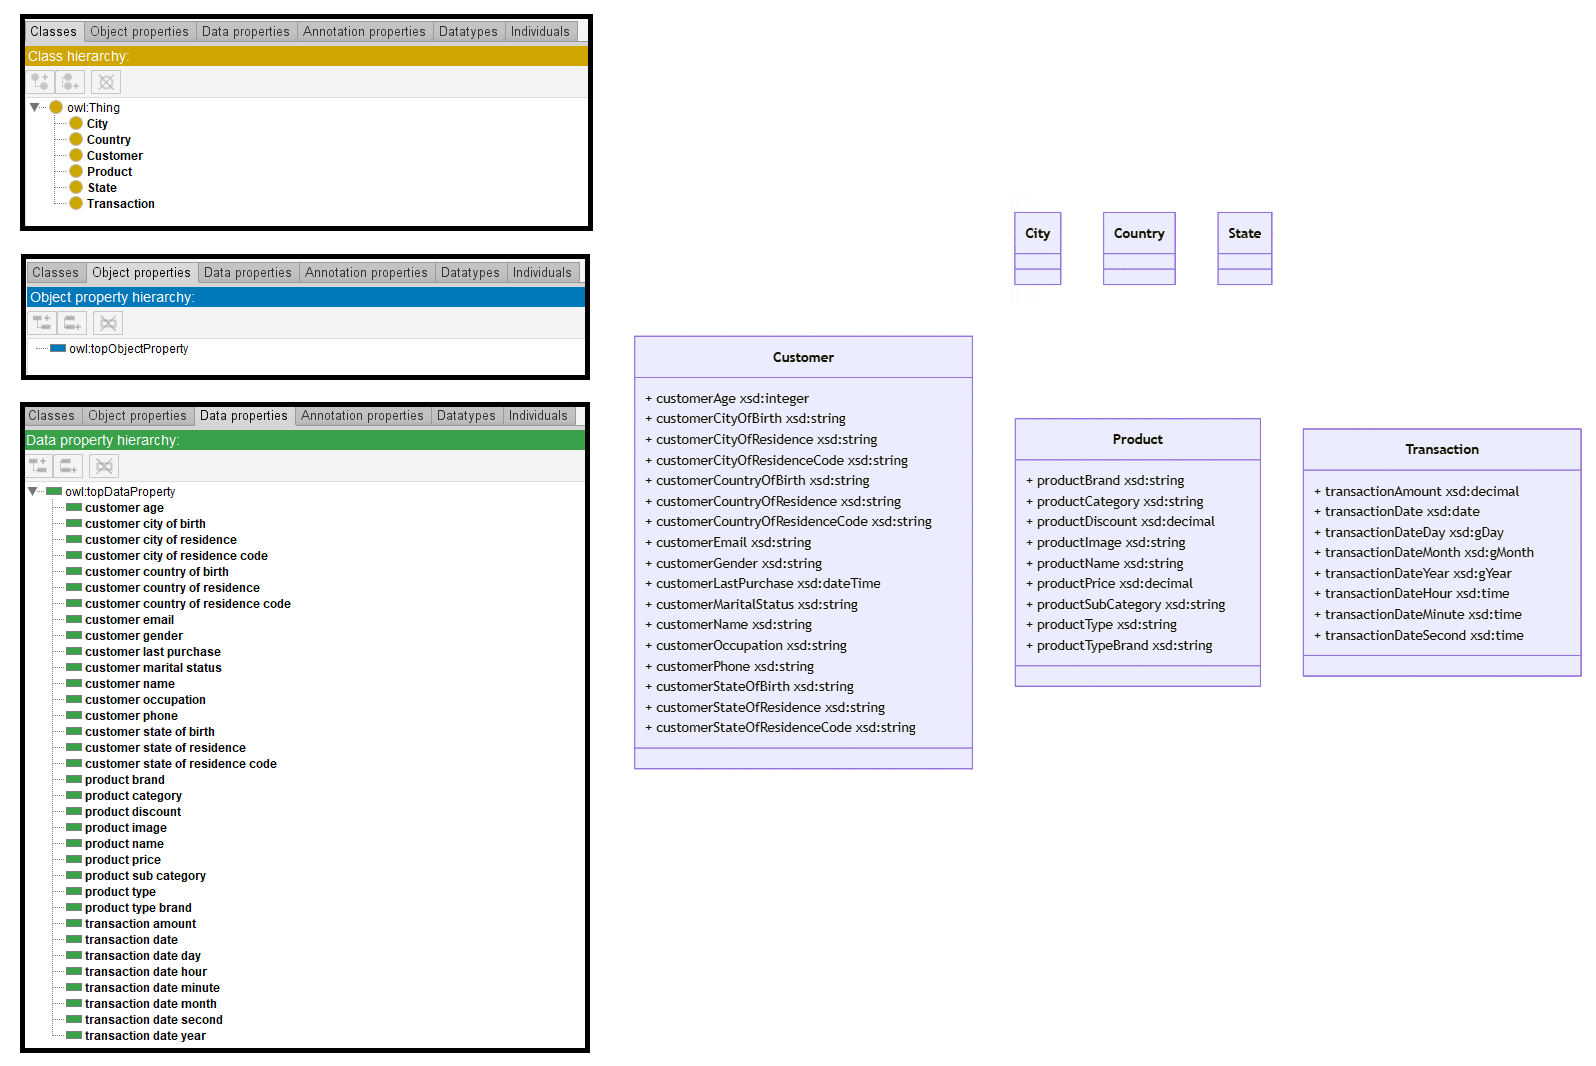 Classes Object properties Data properties Annotation properties Datatypes Individuals
Class hierarchy:
owl:Thing
City
Country
Customer
Product
State
Transaction
Classes Object properties Data properties Annotation properties Datatypes Individuals
Object property hierarchy:
owl:topObjectProperty
Classes Object properties Data properties Annotation properties Datatypes Individuals
Data property hierarchy:
owl:topDataProperty
customer age
customer city of birth
customer city of residence
customer city of residence code
customer country of birth
customer country of residence
customer country of residence code
customer email
customer gender
customer last purchase
customer marital status
customer name
customer occupation
customer phone
customer state of birth
customer state of residence
customer state of residence code
product brand
product category
product discount
product image
product name
product price
product sub category
product type
product type brand
transaction amount
transaction date
transaction date day
transaction date hour
transaction date minute
transaction date month
transaction date second
transaction date year
City
Country
State
Customer
+ customerAge xsd:integer
+ customerCityOfBirth xsd:string
+ customerCityOfResidence xsd:string
+ customerCityOfResidenceCode xsd:string
+ customerCountryOfBirth xsd:string
+ customerCountryOfResidence xsd:string
+ customerCountryOfResidenceCode xsd:string
+ customerEmail xsd:string
+ customerGender xsd:string
+ customerLastPurchase xsd:dateTime
+ customerMaritalStatus xsd:string
+ customerName xsd:string
+ customerOccupation xsd:string
+ customerPhone xsd:string
+ customerStateOfBirth xsd:string
+ customerStateOfResidence xsd:string
+ customerStateOfResidenceCode xsd:string
Product
+ productBrand xsd:string
+ productCategory xsd:string
+ productDiscount xsd:decimal
+ productImage xsd:string
+ productName xsd:string
+ productPrice xsd:decimal
+ productSubCategory xsd:string
+ productType xsd:string
+ productTypeBrand xsd:string
Transaction
+ transactionAmount xsd:decimal
+ transactionDate xsd:date
+ transactionDateDay xsd:gDay
+ transactionDateMonth xsd:gMonth
+ transactionDateYear xsd:gYear
+ transactionDateHour xsd:time
+ transactionDateMinute xsd:time
+ transactionDateSecond xsd:time